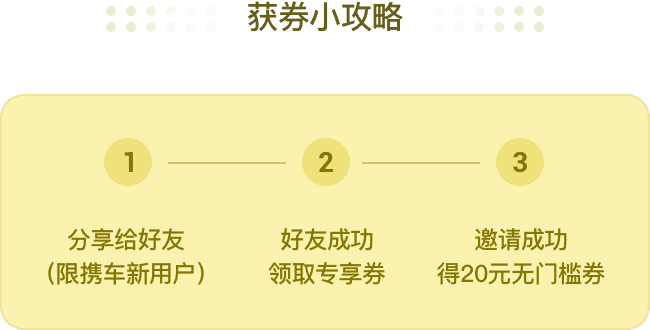 获券小攻略
1
2
3
分享给好友
（限携车新用户）
好友成功
领取专享券
邀请成功
得20元无门槛券